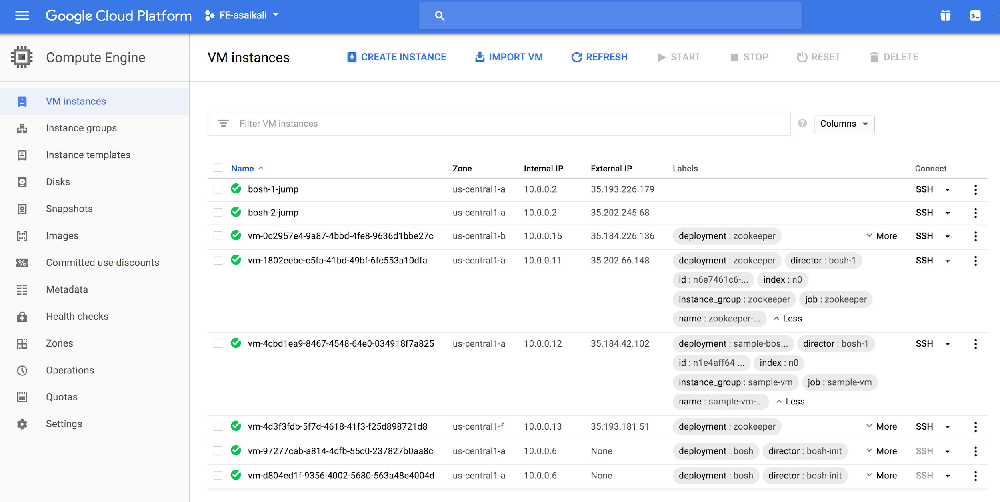 Google Cloud Platform FE-asaikali
Compute Engine
VM instances CREATE INSTANCE IMPORT VM REFRESH START STOP RESET DELETE
VM instances
Instance groups
Instance templates
Disks
Snapshots
Images
Committed use discounts
Metadata
Health checks
Zones
Operations
Quotas
Settings
Filter VM instances Columns
Name Zone Internal IP External IP Labels Connect
bosh-1-jump us-central1-a 10.0.0.2 35.193.226.179 SSH
bosh-2-jump us-central1-a 10.0.0.2 35.202.245.68 SSH
vm-0c2957e4-9a87-4bbd-4fe8-9636d1bbe27c us-central1-b 10.0.0.15 35.184.226.136 deployment : zookeeper More SSH
vm-1802eebe-c5fa-41bd-49bf-6fc553a10dfa us-central1-a 10.0.0.11 35.202.66.148 deployment : zookeeper director : bosh-1 SSH
id : n6e7461c6-... index : n0
instance_group : zookeeper job : zookeeper
name : zookeeper-... Less
vm-4cbd1ea9-8467-4548-64e0-034918f7a825 us-central1-a 10.0.0.12 35.184.42.102 deployment : sample-bos... director : bosh-1 SSH
id : n1e4aff64-... index : n0
instance_group : sample-vm job : sample-vm
name : sample-vm-... Less
vm-4d3f3fdb-5f7d-4618-41f3-f25d898721d8 us-central1-f 10.0.0.13 35.193.181.51 deployment : zookeeper More SSH
vm-97277cab-a814-4cfb-55c0-237827b0aa8c us-central1-a 10.0.0.6 None deployment : bosh director : bosh-init More SSH
vm-d804ed1f-9356-4002-5680-563a48e4004d us-central1-a 10.0.0.6 None deployment : bosh director : bosh-init More SSH